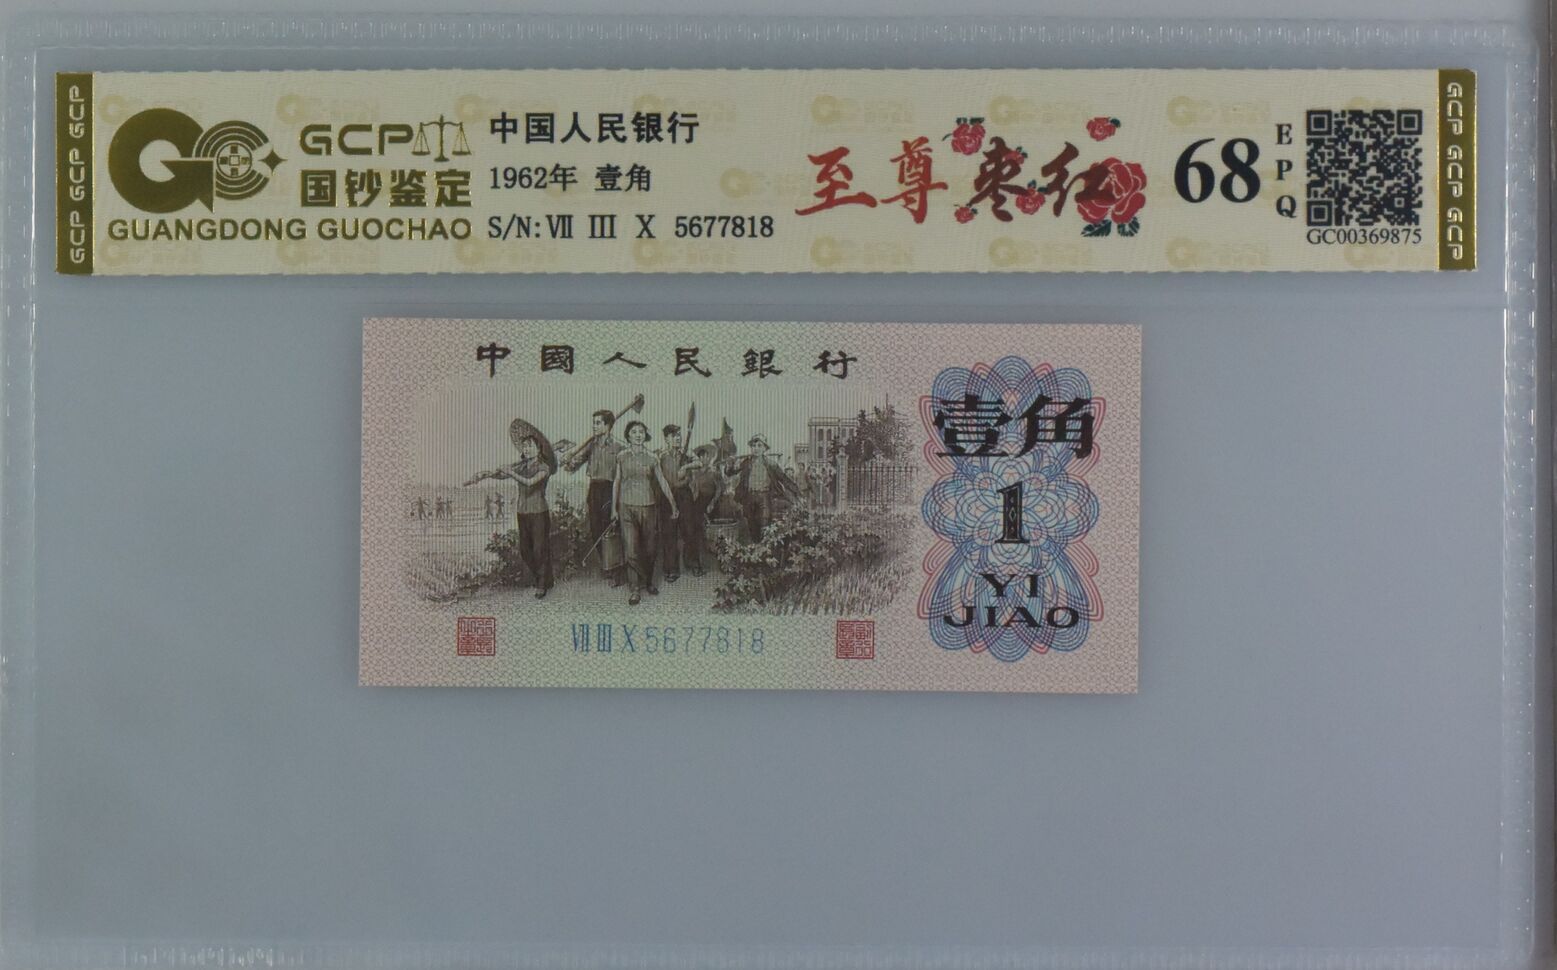 GCP GCP GCP
GCP
国钞鉴定
GUANGDONG GUOCHAO
中国人民银行
1962年 壹角
S/N: Ⅶ Ⅲ Ⅹ 5677818
至尊枣红
68
EPQ
GC00369875
GCP GCP GCP
中國人民銀行
壹角
1
YI
JIAO
Ⅶ Ⅲ Ⅹ 5677818